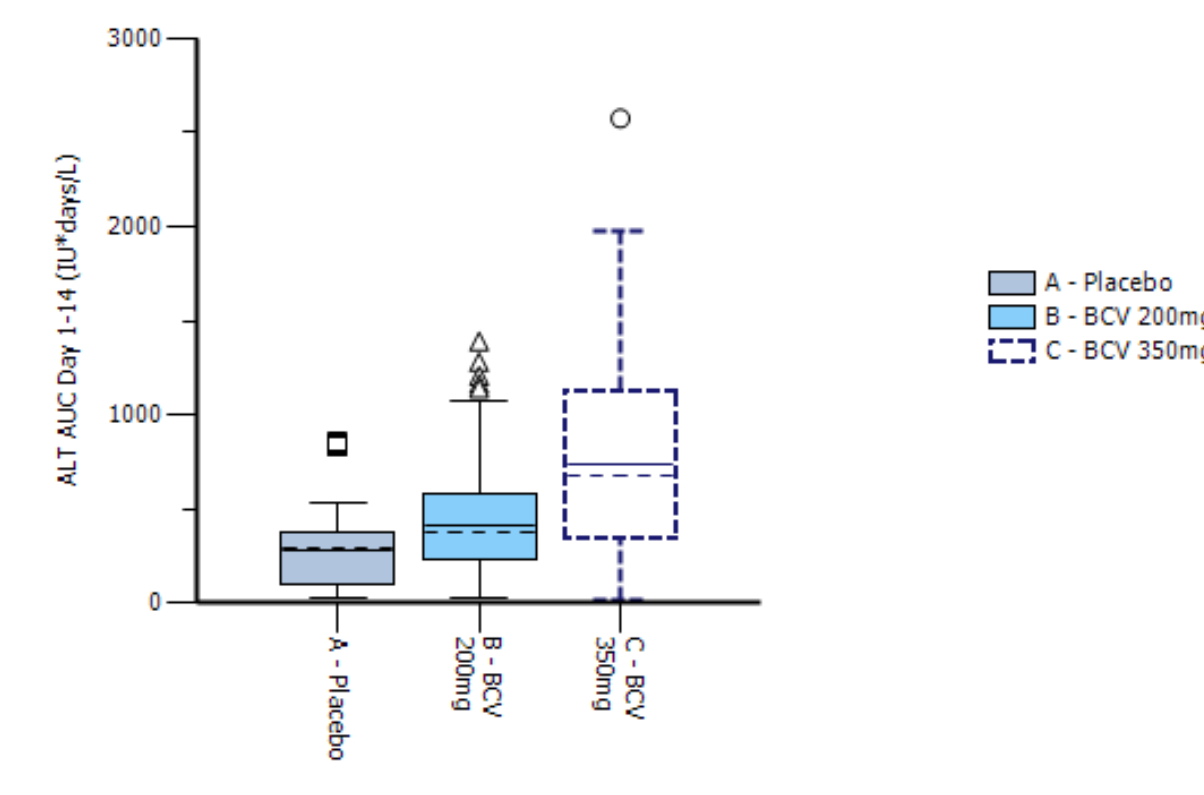 3000
2000
1000
0
ALT AUC Day 1-14 (IU*days/L)
A - Placebo
B - BCV
200mg
C - BCV
350mg
A - Placebo
B - BCV 200mg
C - BCV 350mg